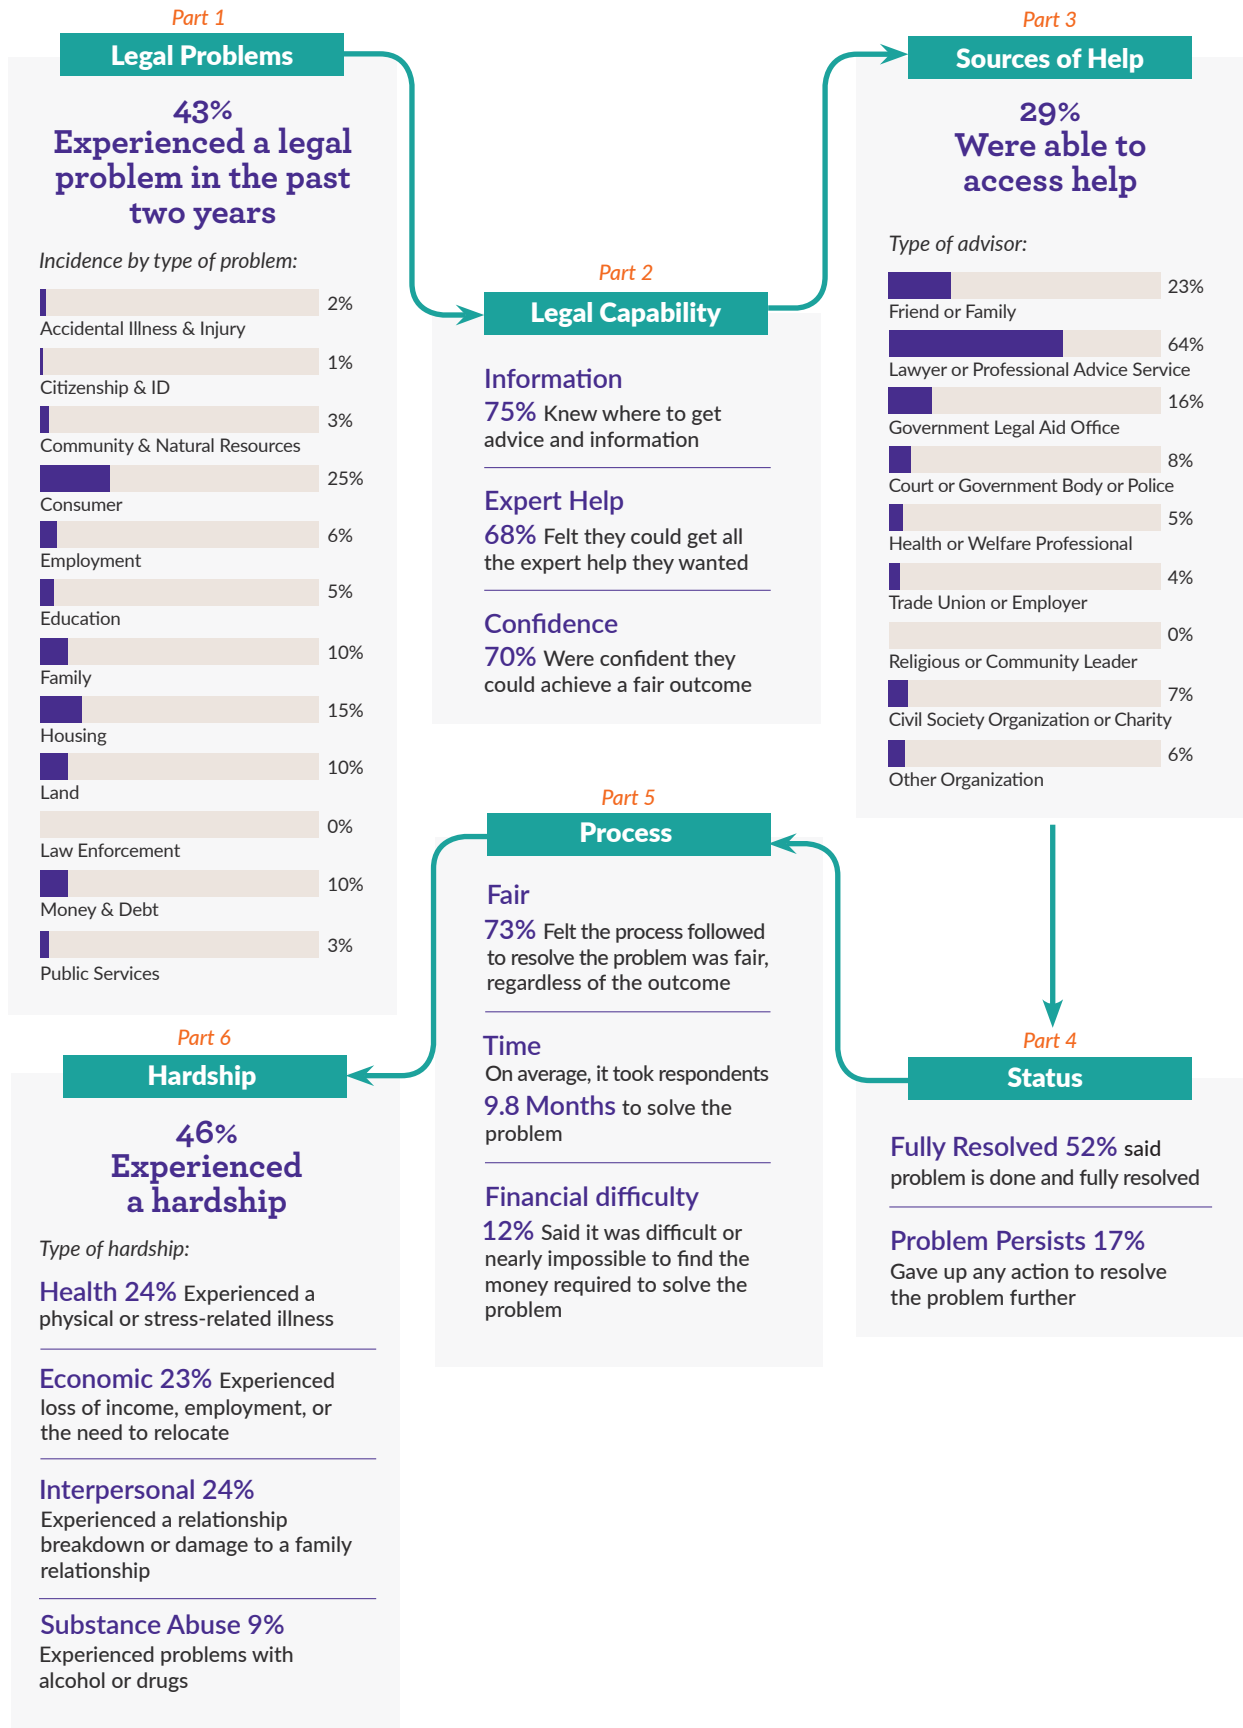 Part 1
Legal Problems
43%
Experienced a legal
problem in the past
two years
Incidence by type of problem:
2%
Accidental Illness & Injury
1%
Citizenship & ID
3%
Community & Natural Resources
25%
Consumer
6%
Employment
5%
Education
10%
Family
15%
Housing
10%
Land
0%
Law Enforcement
10%
Money & Debt
3%
Public Services
Part 2
Legal Capability
Information
75% Knew where to get
advice and information
Expert Help
68% Felt they could get all
the expert help they wanted
Confidence
70% Were confident they
could achieve a fair outcome
Part 3
Sources of Help
29%
Were able to
access help
Type of advisor:
23%
Friend or Family
64%
Lawyer or Professional Advice Service
16%
Government Legal Aid Office
8%
Court or Government Body or Police
5%
Health or Welfare Professional
4%
Trade Union or Employer
0%
Religious or Community Leader
7%
Civil Society Organization or Charity
6%
Other Organization
Part 4
Status
Fully Resolved 52% said
problem is done and fully resolved
Problem Persists 17%
Gave up any action to resolve
the problem further
Part 5
Process
Fair
73% Felt the process followed
to resolve the problem was fair,
regardless of the outcome
Time
On average, it took respondents
9.8 Months to solve the
problem
Financial difficulty
12% Said it was difficult or
nearly impossible to find the
money required to solve the
problem
Part 6
Hardship
46%
Experienced
a hardship
Type of hardship:
Health 24% Experienced a
physical or stress-related illness
Economic 23% Experienced
loss of income, employment, or
the need to relocate
Interpersonal 24%
Experienced a relationship
breakdown or damage to a family
relationship
Substance Abuse 9%
Experienced problems with
alcohol or drugs